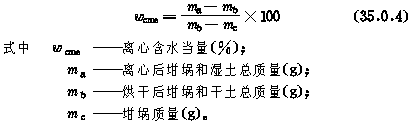 w_cme = (m_a − m_b)/(m_b − m_c) × 100 (35.0.4)
式中 w_cme ——离心含水当量(%);
m_a ——离心后坩埚和湿土总质量(g);
m_b ——烘干后坩埚和干土总质量(g);
m_c ——坩埚质量(g)。